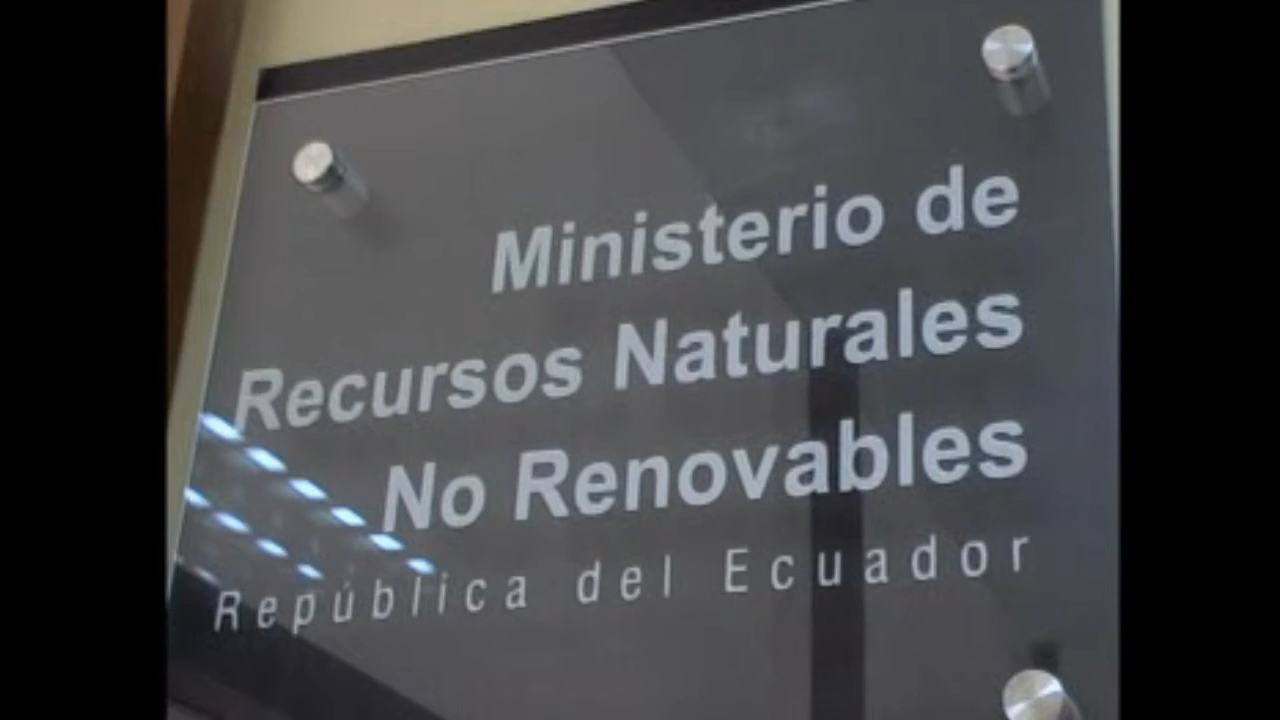 Ministerio de
Recursos Naturales
No Renovables
República del Ecuador